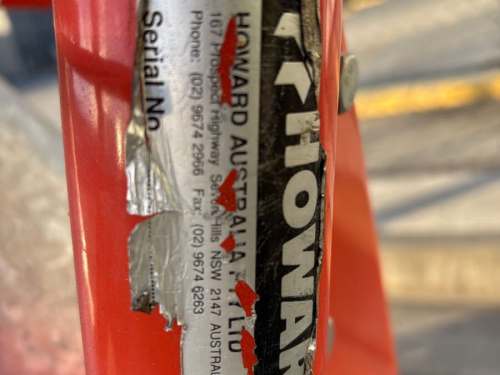 HOWAR
HOWARD AUSTRALIA PTY LTD
167 Prospect Highway Seven Hills NSW 2147 AUSTRAL
Phone: (02) 9674 2966 Fax: (02) 9674 6263
Serial No